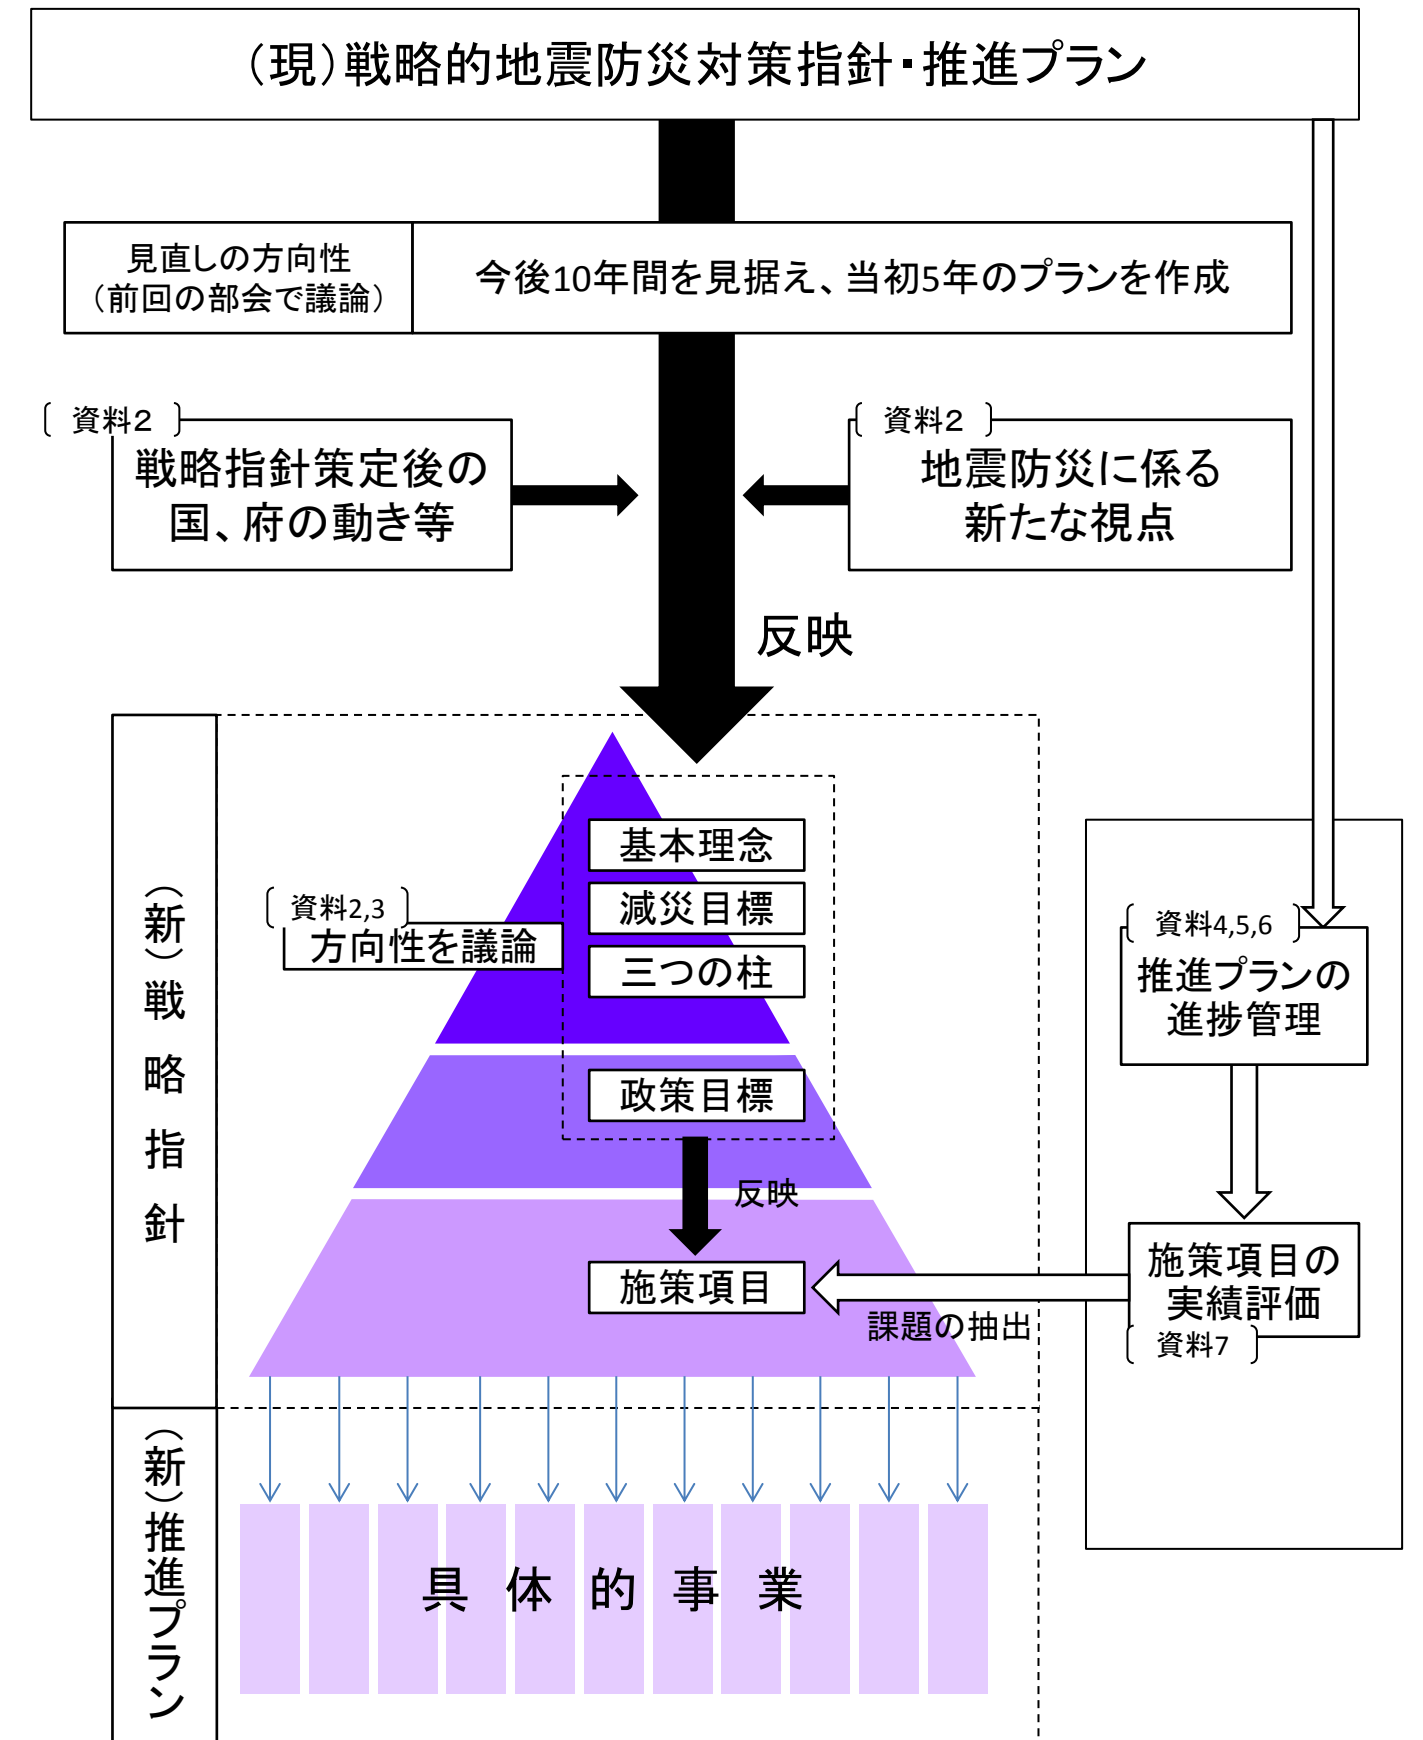 （現）戦略的地震防災対策指針・推進プラン
見直しの方向性
（前回の部会で議論）
今後10年間を見据え、当初5年のプランを作成
資料２
戦略指針策定後の
国、府の動き等
資料２
地震防災に係る
新たな視点
反映
（新）戦略指針
基本理念
減災目標
三つの柱
資料2,3
方向性を議論
政策目標
反映
施策項目
課題の抽出
資料4,5,6
推進プランの
進捗管理
施策項目の
実績評価
資料7
（新）推進プラン
具体的事業